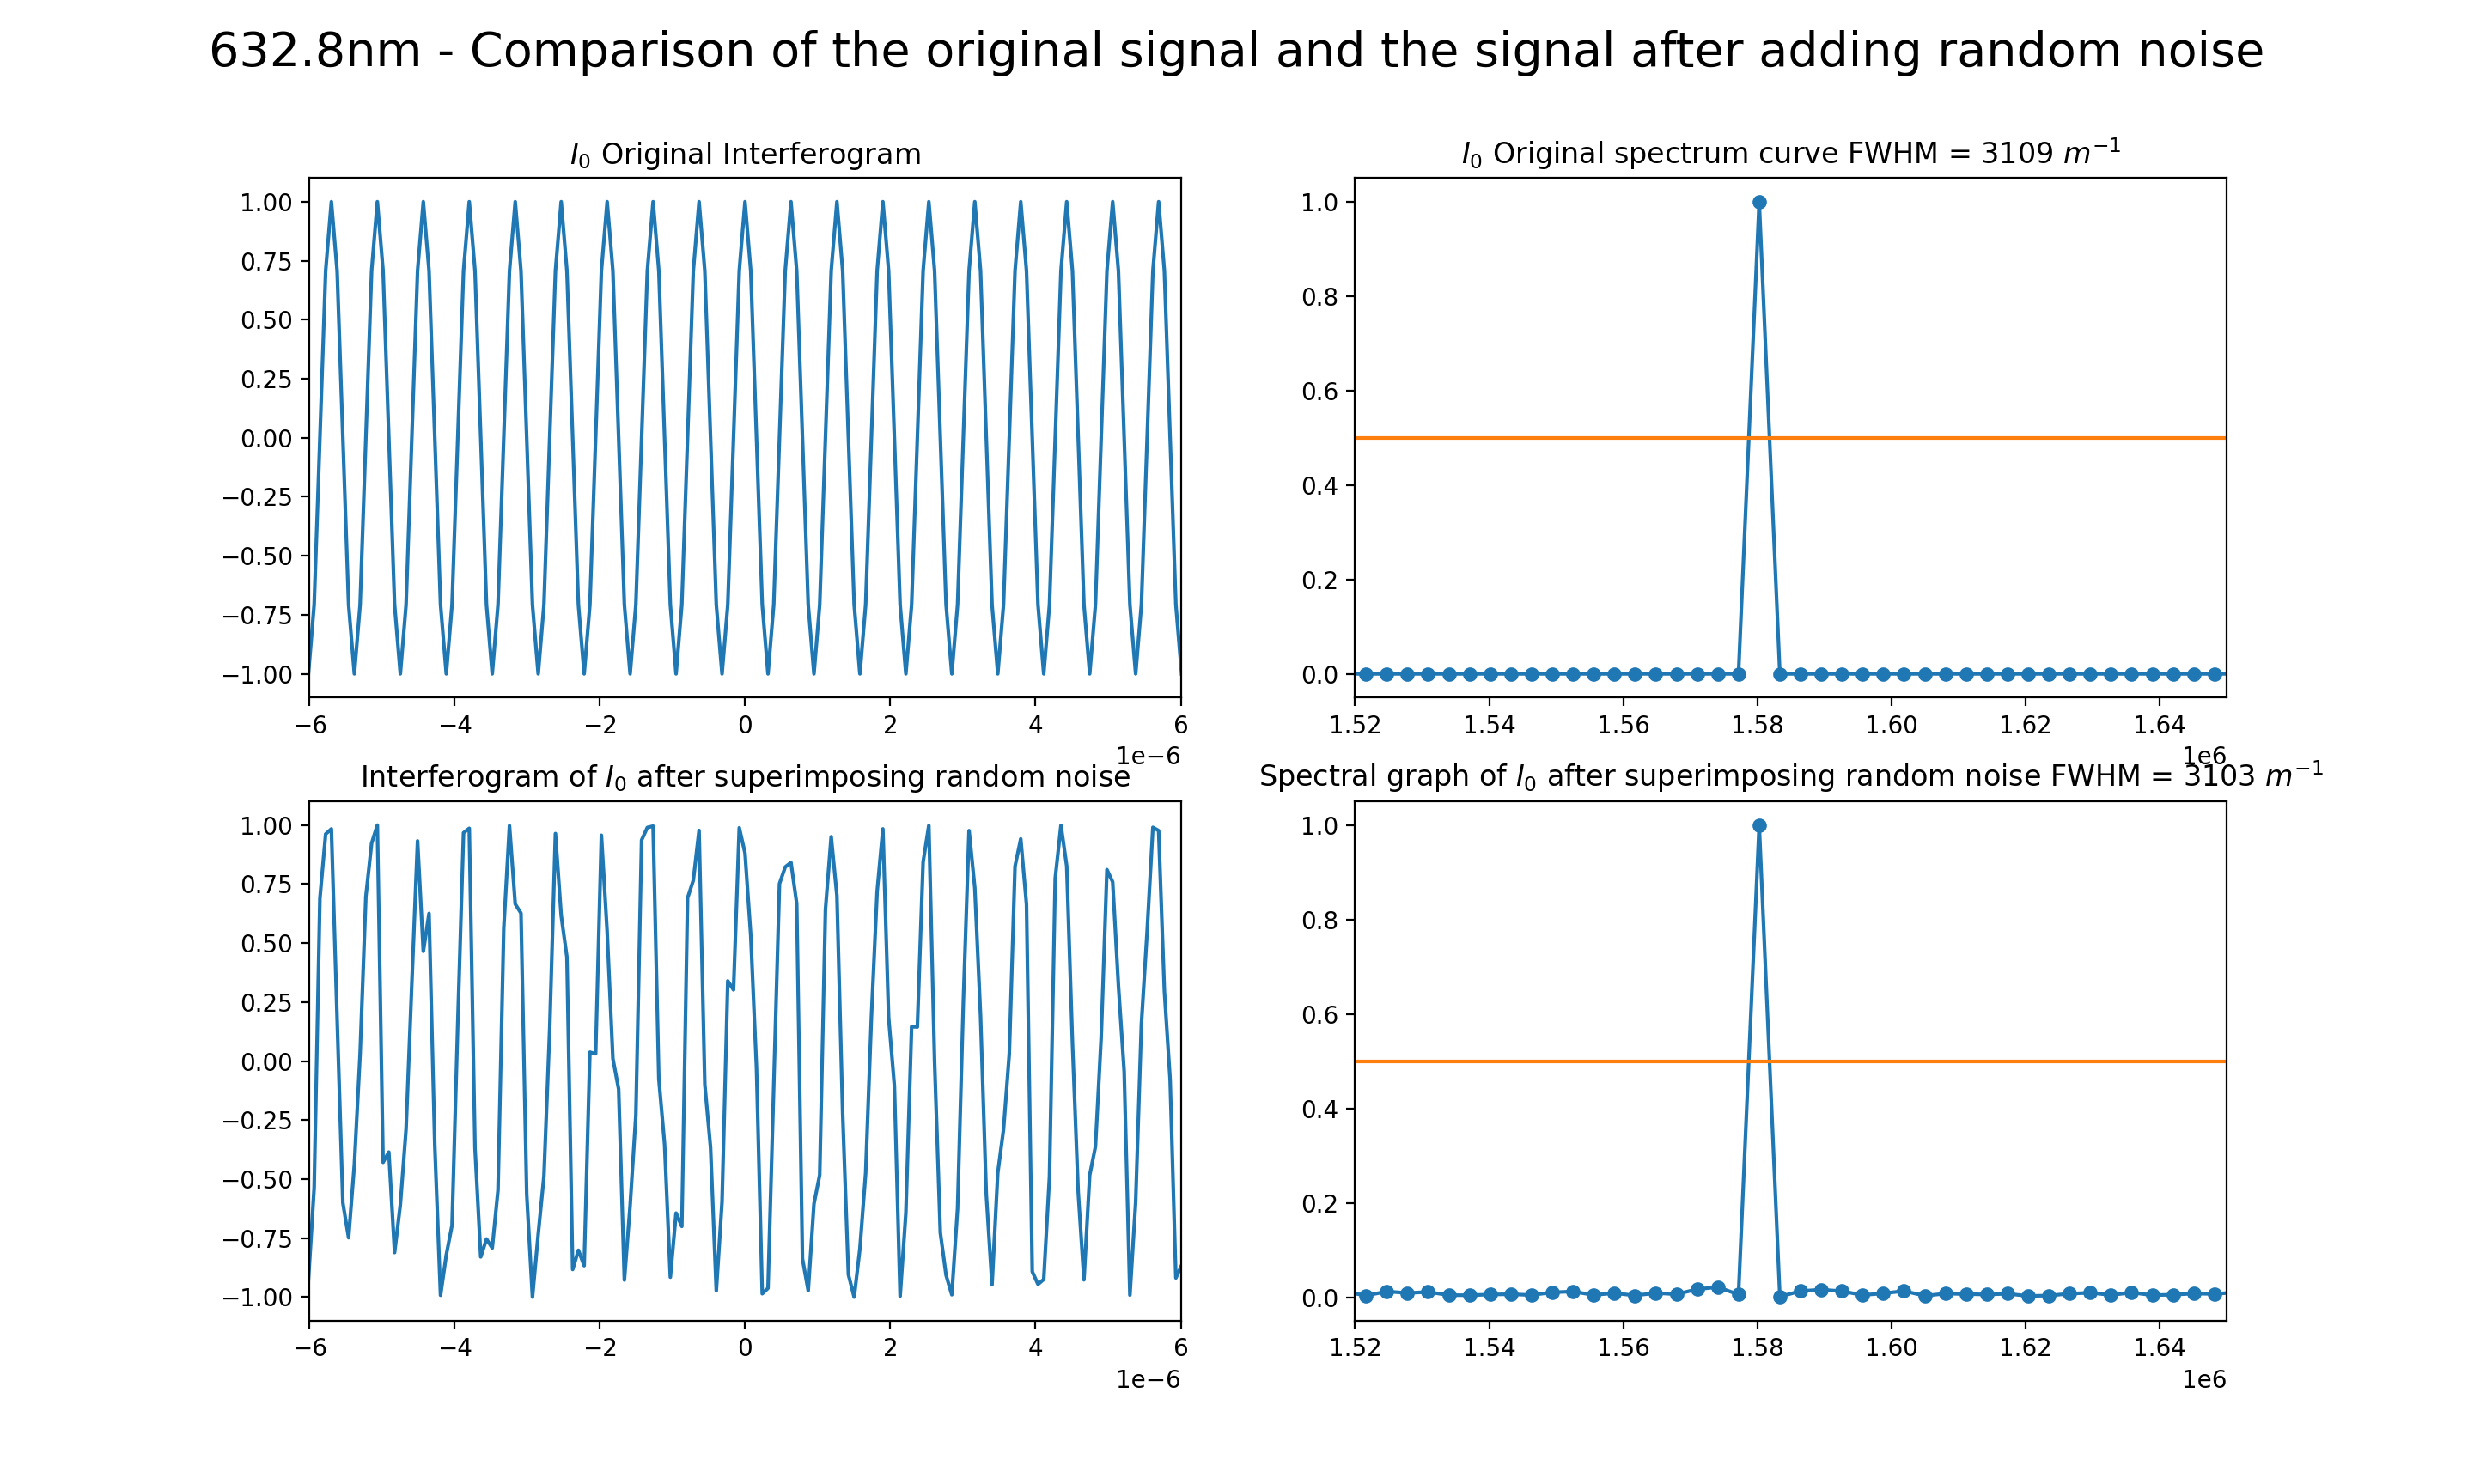 632.8nm - Comparison of the original signal and the signal after adding random noise
I₀ Original Interferogram
1.00
0.75
0.50
0.25
0.00
−0.25
−0.50
−0.75
−1.00
−6 −4 −2 0 2 4 6
1e−6
I₀ Original spectrum curve FWHM = 3109 m⁻¹
1.0
0.8
0.6
0.4
0.2
0.0
1.52 1.54 1.56 1.58 1.60 1.62 1.64
1e6
Interferogram of I₀ after superimposing random noise
1.00
0.75
0.50
0.25
0.00
−0.25
−0.50
−0.75
−1.00
−6 −4 −2 0 2 4 6
1e−6
Spectral graph of I₀ after superimposing random noise FWHM = 3103 m⁻¹
1.0
0.8
0.6
0.4
0.2
0.0
1.52 1.54 1.56 1.58 1.60 1.62 1.64
1e6